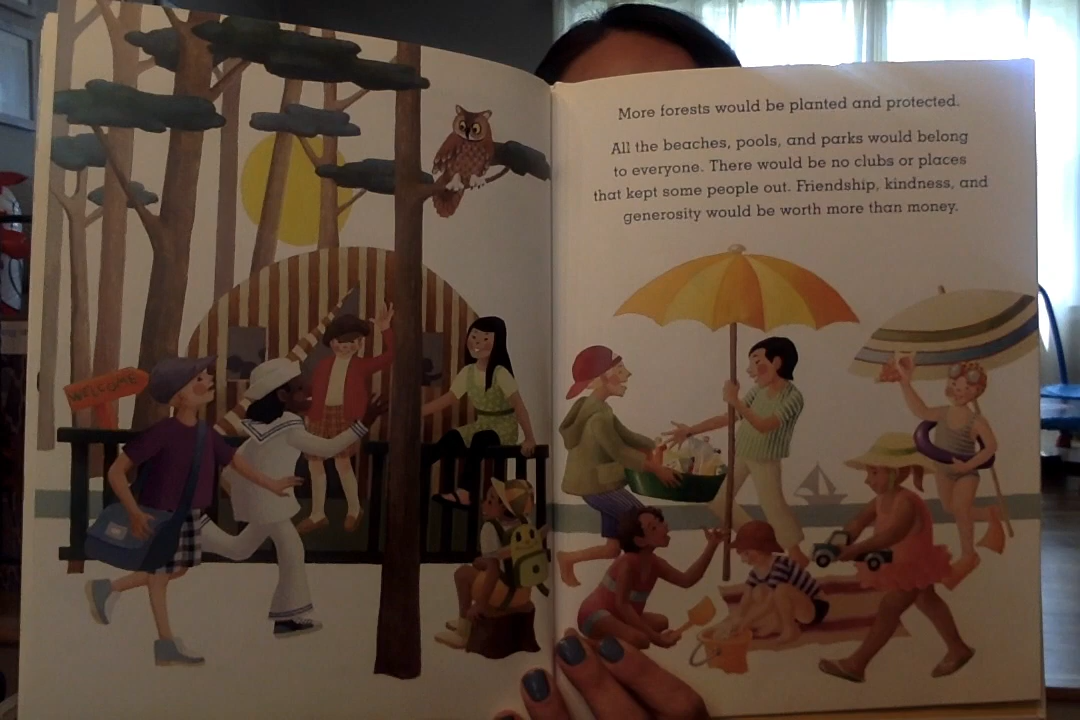 WELCOME
More forests would be planted and protected.
All the beaches, pools, and parks would belong
to everyone. There would be no clubs or places
that kept some people out. Friendship, kindness, and
generosity would be worth more than money.